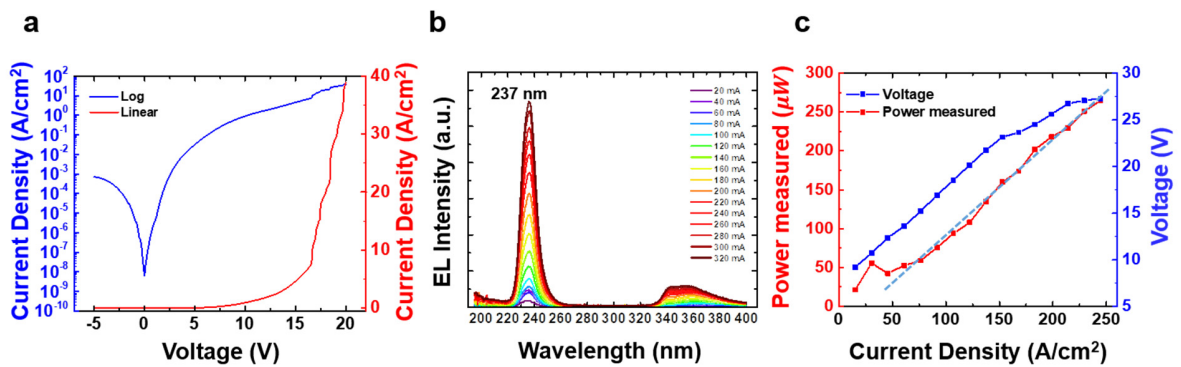 a
b
c
Current Density (A/cm²)
10²
10¹
10⁰
10⁻¹
10⁻²
10⁻³
10⁻⁴
10⁻⁵
10⁻⁶
10⁻⁷
10⁻⁸
10⁻⁹
10⁻¹⁰
Log
Linear
40
30
20
10
0
Current Density (A/cm²)
-5
0
5
10
15
20
Voltage (V)
EL Intensity (a.u.)
237 nm
20 mA
40 mA
60 mA
80 mA
100 mA
120 mA
140 mA
160 mA
180 mA
200 mA
220 mA
240 mA
260 mA
280 mA
300 mA
320 mA
200 220 240 260 280 300 320 340 360 380 400
Wavelength (nm)
Power measured (μW)
300
250
200
150
100
50
0
Voltage
Power measured
30
25
20
15
10
5
Voltage (V)
0
50
100
150
200
250
Current Density (A/cm²)